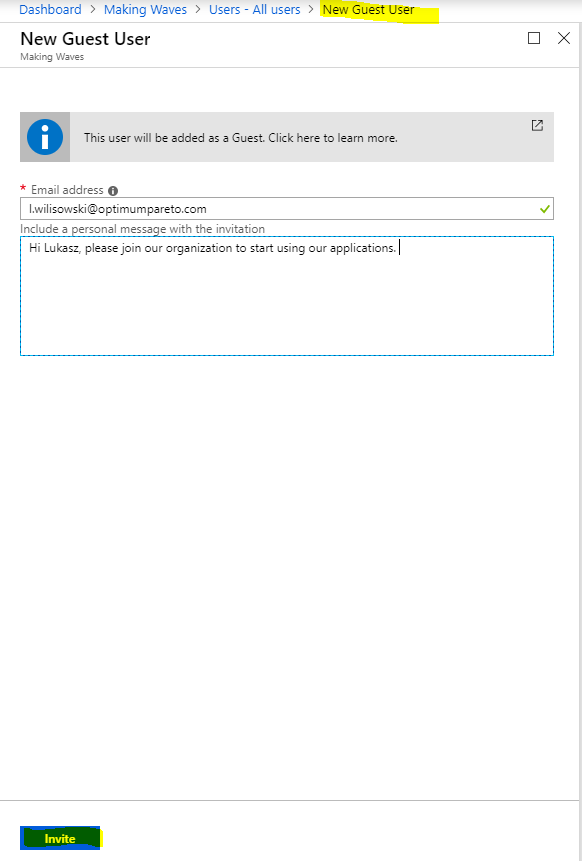 Dashboard > Making Waves > Users - All users > New Guest User
New Guest User
Making Waves
This user will be added as a Guest. Click here to learn more.
* Email address
l.wilisowski@optimumpareto.com
Include a personal message with the invitation
Hi Lukasz, please join our organization to start using our applications.
Invite